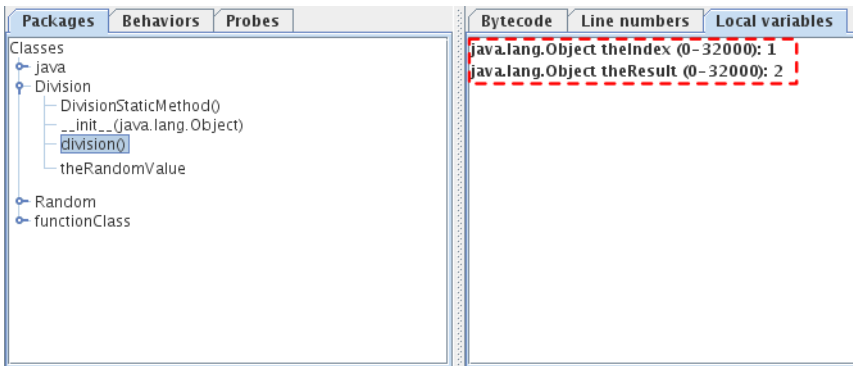 Packages Behaviors Probes
Classes
java
Division
DivisionStaticMethod()
__init__(java.lang.Object)
division()
theRandomValue
Random
functionClass
Bytecode Line numbers Local variables
java.lang.Object theIndex (0-32000): 1
java.lang.Object theResult (0-32000): 2